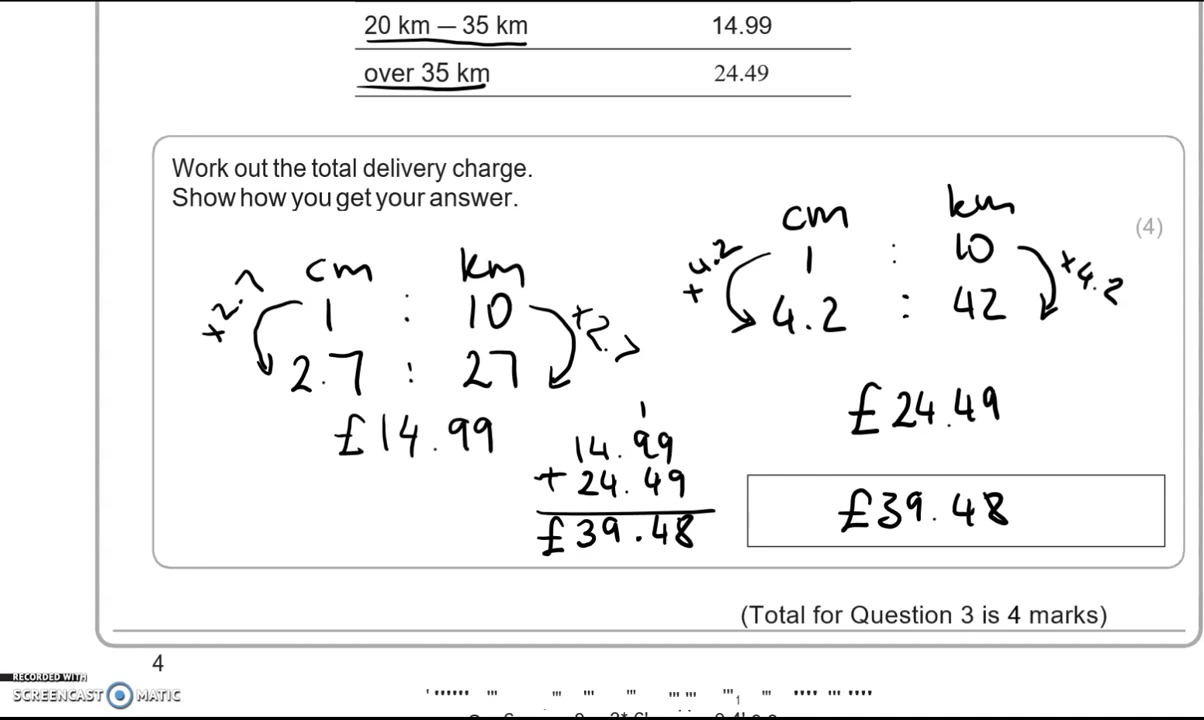 20 km — 35 km 14.99
over 35 km 24.49
Work out the total delivery charge.
Show how you get your answer.
(4)
cm km
1 : 10
×2.7 ×2.7
2.7 : 27
£14.99
cm km
1 : 10
×4.2 ×4.2
4.2 : 42
£24.49
1
14.99
+ 24.49
£39.48
£39.48
(Total for Question 3 is 4 marks)
4
RECORDED WITH
SCREENCAST MATIC